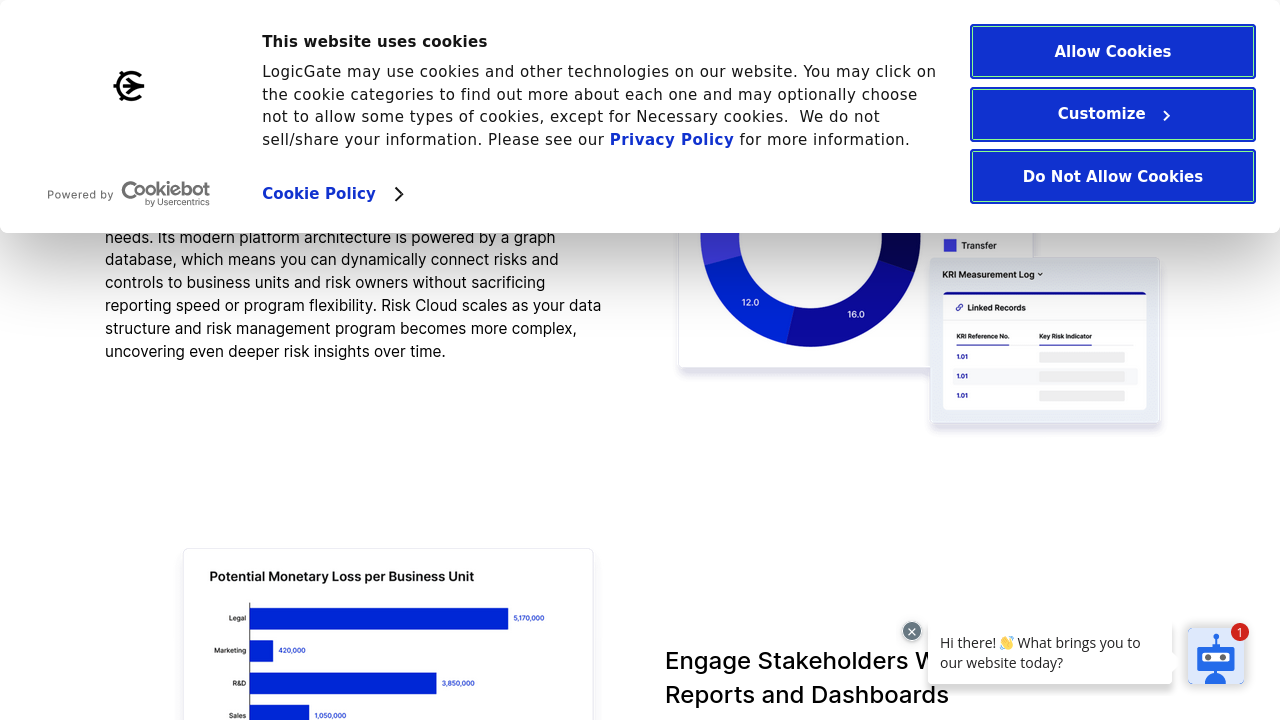 This website uses cookies
LogicGate may use cookies and other technologies on our website. You may click on
the cookie categories to find out more about each one and may optionally choose
not to allow some types of cookies, except for Necessary cookies.  We do not
sell/share your information. Please see our Privacy Policy for more information.
Cookie Policy
Powered by Cookiebot
by Usercentrics
Allow Cookies
Customize
Do Not Allow Cookies
needs. Its modern platform architecture is powered by a graph
database, which means you can dynamically connect risks and
controls to business units and risk owners without sacrificing
reporting speed or program flexibility. Risk Cloud scales as your data
structure and risk management program becomes more complex,
uncovering even deeper risk insights over time.
12.0
16.0
Transfer
KRI Measurement Log
Linked Records
KRI Reference No. Key Risk Indicator
1.01
1.01
1.01
Potential Monetary Loss per Business Unit
Legal 5,170,000
Marketing 420,000
R&D 3,850,000
Sales 1,050,000
Engage Stakeholders W
Reports and Dashboards
Hi there! 👋 What brings you to
our website today?
1